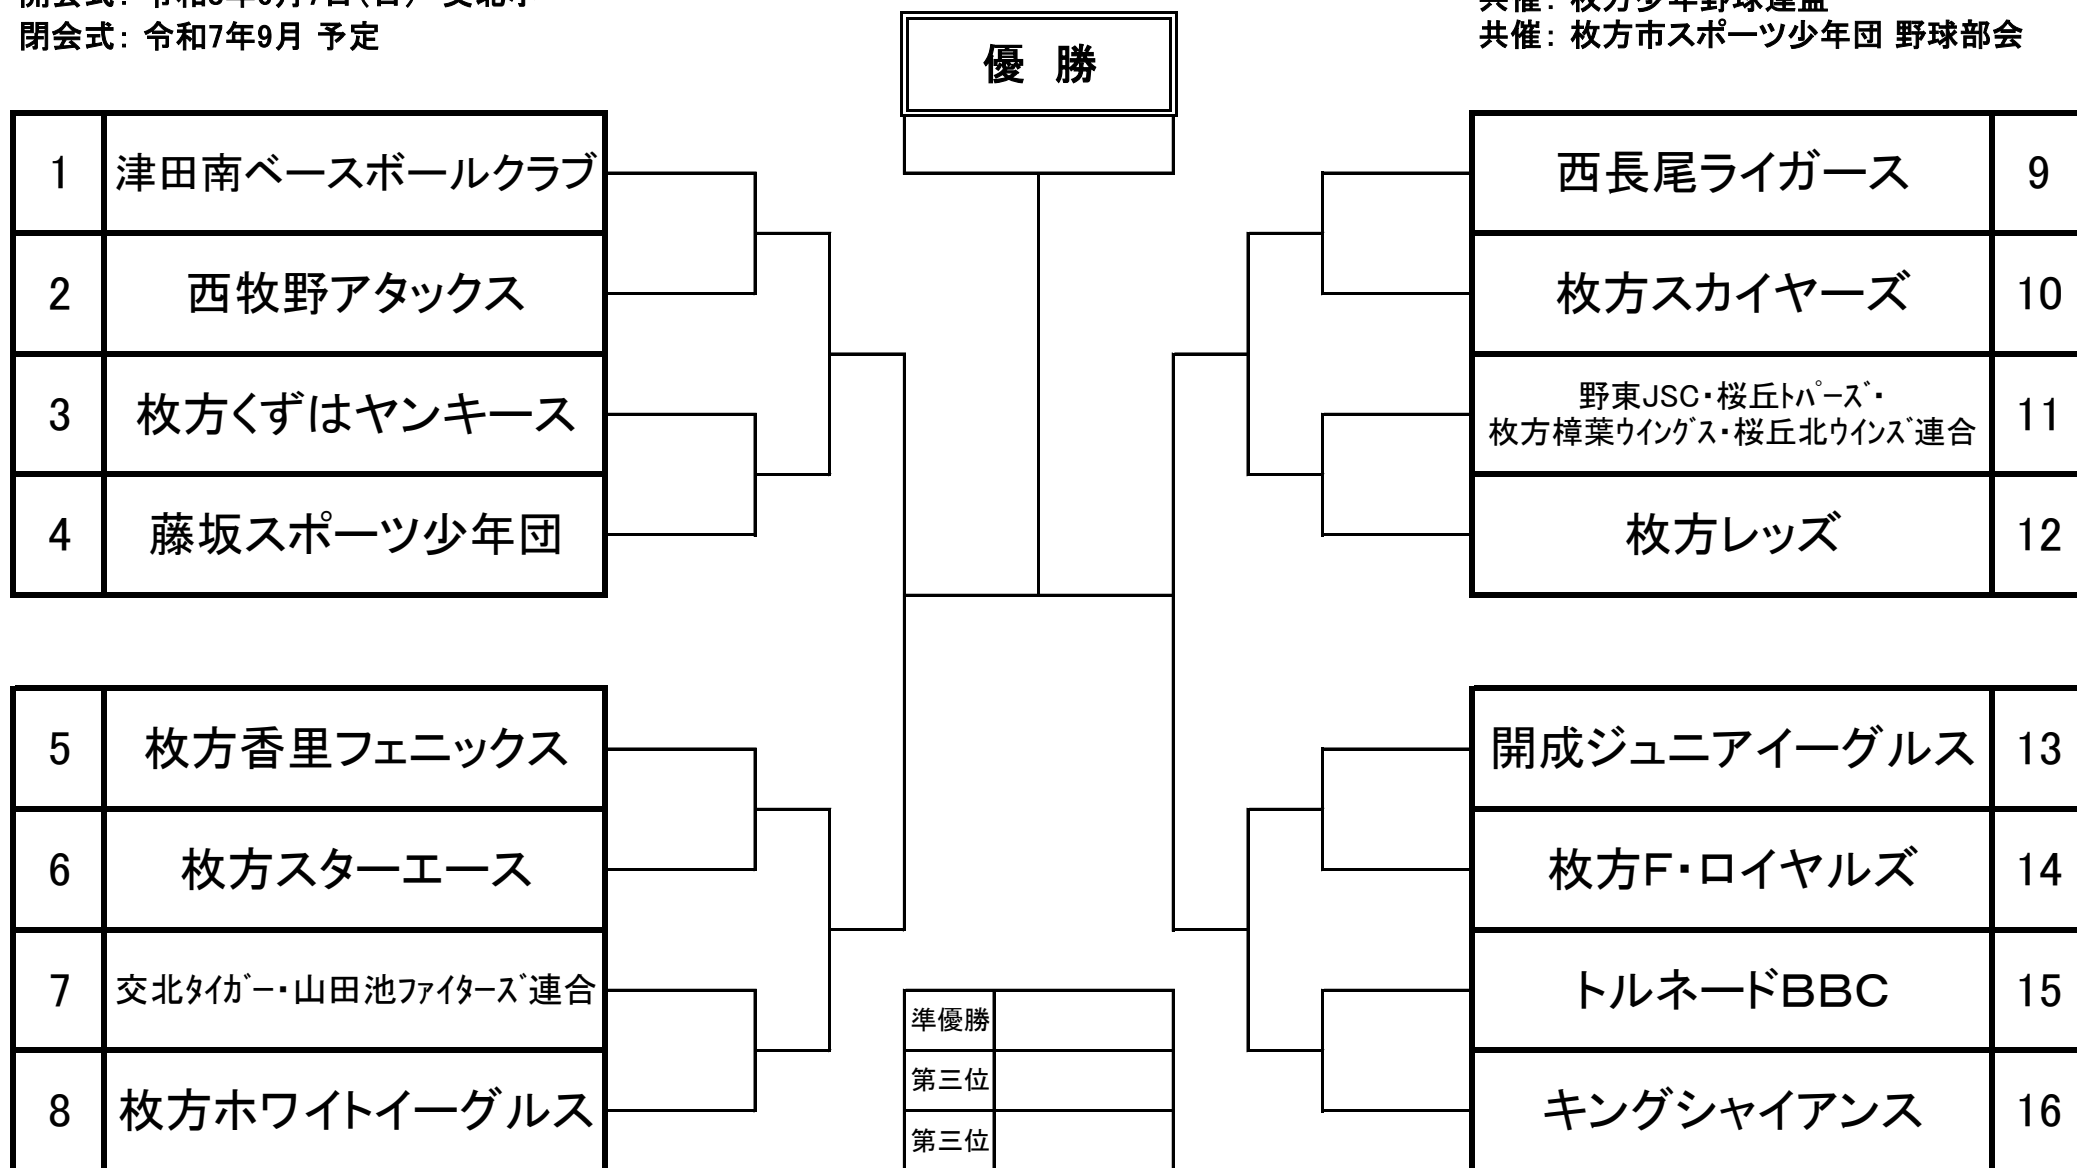 閉会式: 令和7年9月 予定
共催: 枚方市スポーツ少年団 野球部会
優 勝
1 津田南ベースボールクラブ
2 西牧野アタックス
3 枚方くずはヤンキース
4 藤坂スポーツ少年団
5 枚方香里フェニックス
6 枚方スターエース
7 交北ﾀｲｶﾞｰ・山田池ﾌｧｲﾀｰｽﾞ連合
8 枚方ホワイトイーグルス
準優勝
第三位
第三位
西長尾ライガース 9
枚方スカイヤーズ 10
野東JSC・桜丘ﾄﾊﾟｰｽﾞ・
枚方樟葉ｳｲﾝｸﾞｽ・桜丘北ｳｲﾝｽﾞ連合 11
枚方レッズ 12
開成ジュニアイーグルス 13
枚方F・ロイヤルズ 14
トルネードBBC 15
キングシャイアンス 16